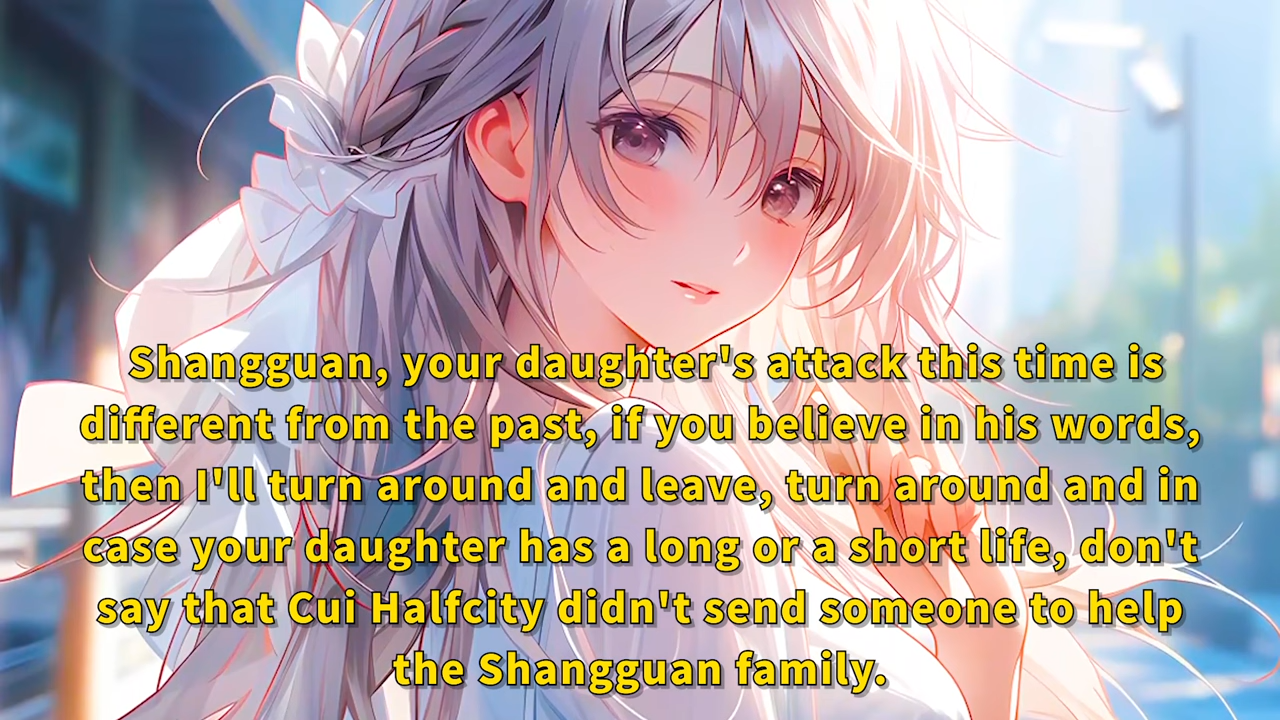 Shangguan, your daughter's attack this time is
different from the past, if you believe in his words,
then I'll turn around and leave, turn around and in
case your daughter has a long or a short life, don't
say that Cui Halfcity didn't send someone to help
the Shangguan family.